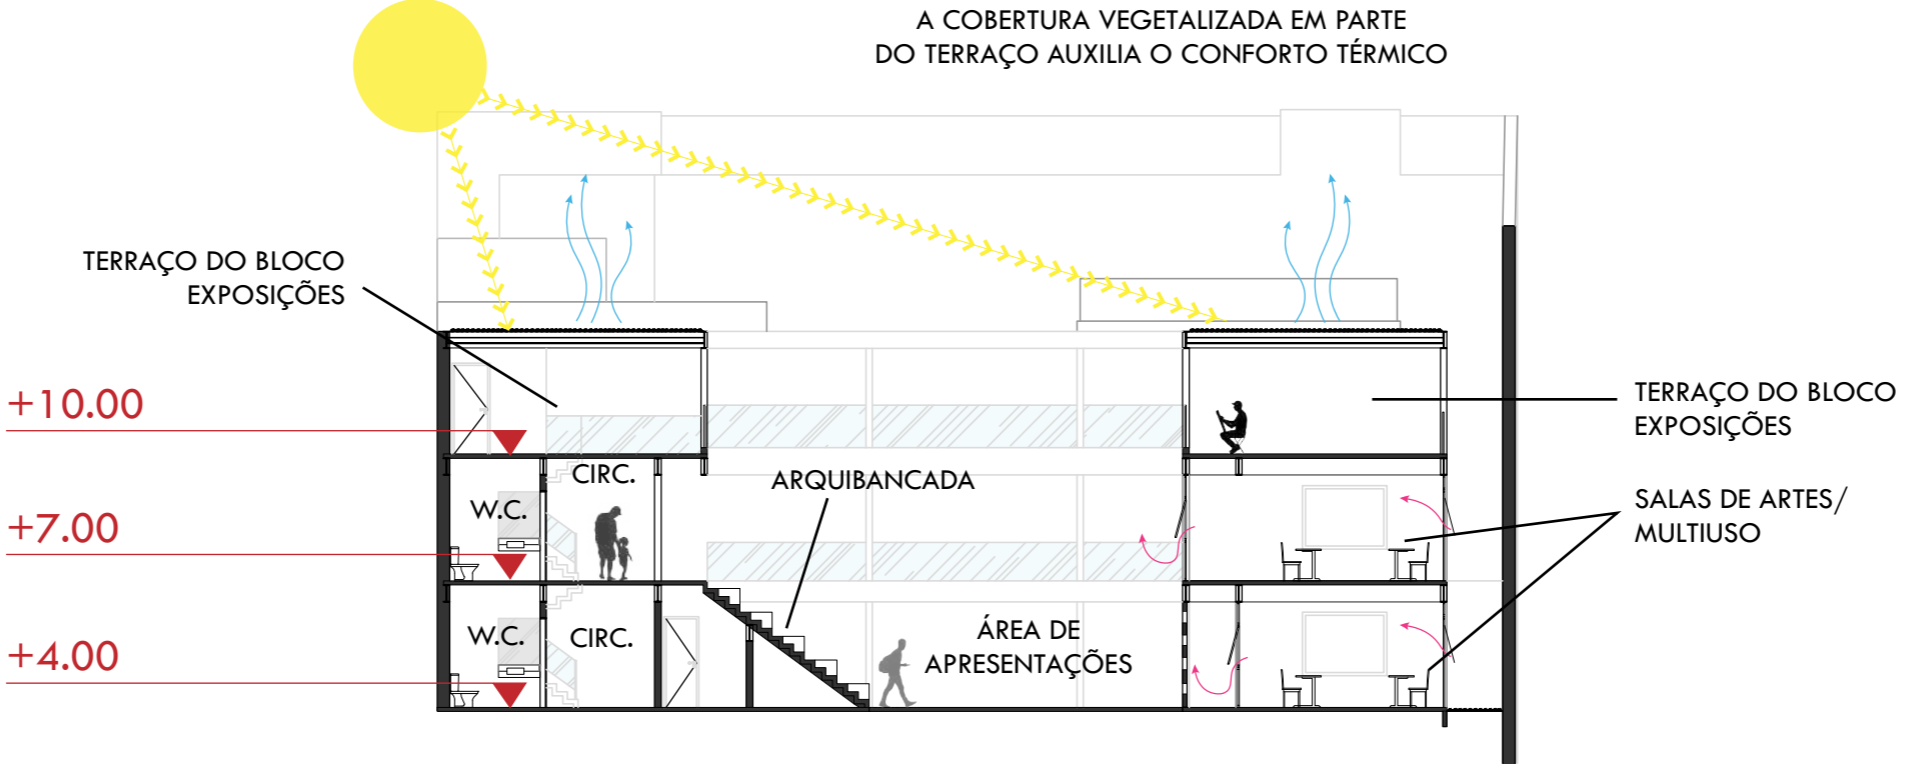 A COBERTURA VEGETALIZADA EM PARTE
DO TERRAÇO AUXILIA O CONFORTO TÉRMICO
TERRAÇO DO BLOCO
EXPOSIÇÕES
+10.00
TERRAÇO DO BLOCO
EXPOSIÇÕES
CIRC.
ARQUIBANCADA
W.C.
SALAS DE ARTES/
MULTIUSO
+7.00
W.C.
CIRC.
ÁREA DE
APRESENTAÇÕES
+4.00